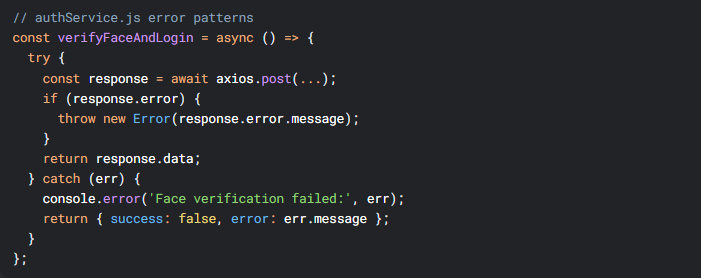 // authService.js error patterns
const verifyFaceAndLogin = async () => {
  try {
    const response = await axios.post(...);
    if (response.error) {
      throw new Error(response.error.message);
    }
    return response.data;
  } catch (err) {
    console.error('Face verification failed:', err);
    return { success: false, error: err.message };
  }
};